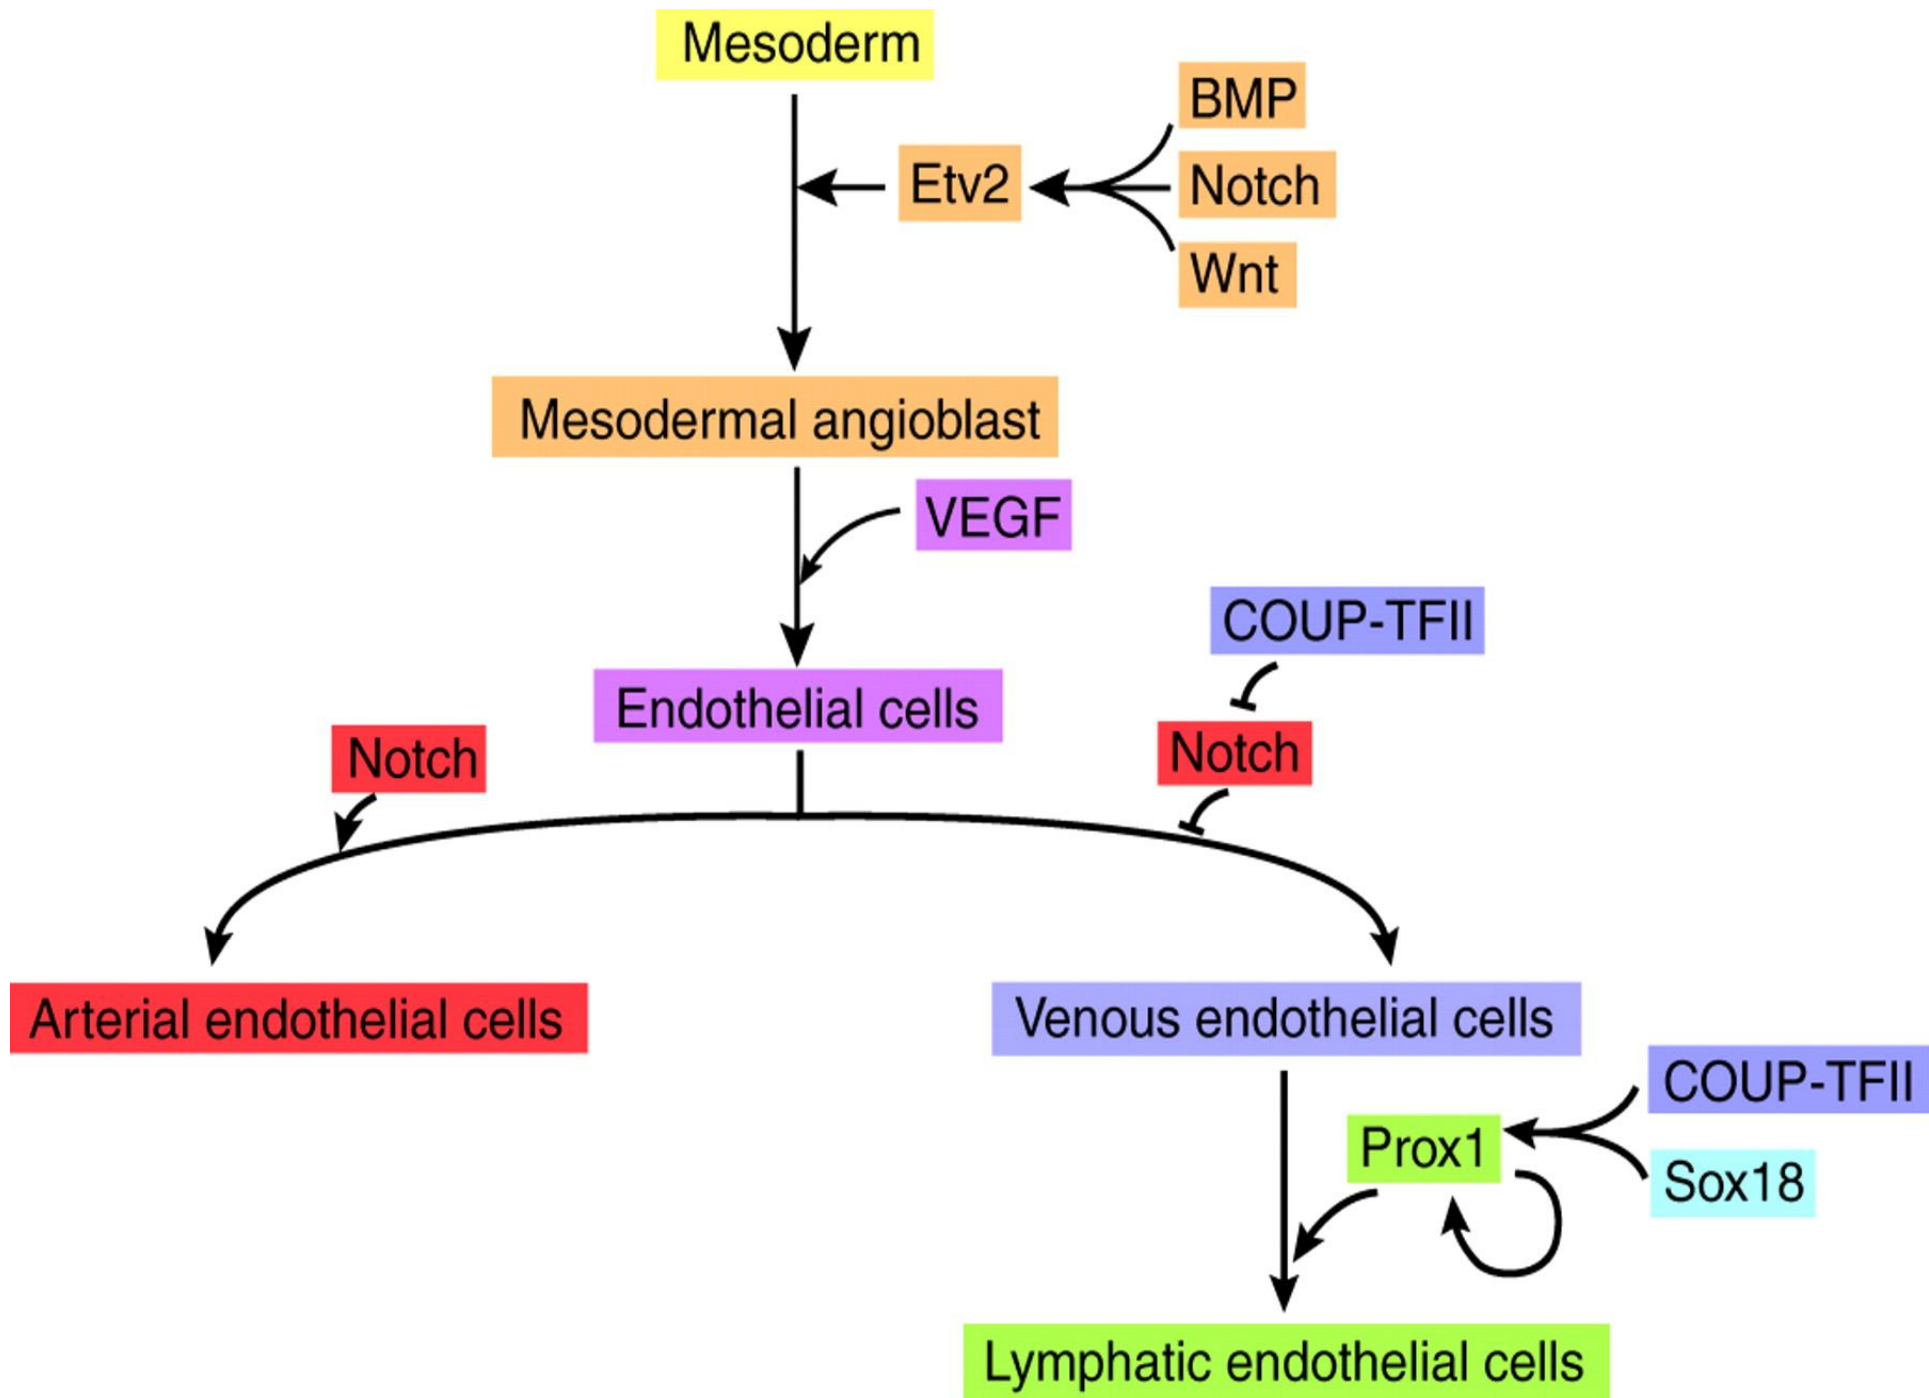 Mesoderm
BMP
Etv2
Notch
Wnt
Mesodermal angioblast
VEGF
COUP-TFII
Endothelial cells
Notch
Notch
Arterial endothelial cells
Venous endothelial cells
COUP-TFII
Prox1
Sox18
Lymphatic endothelial cells